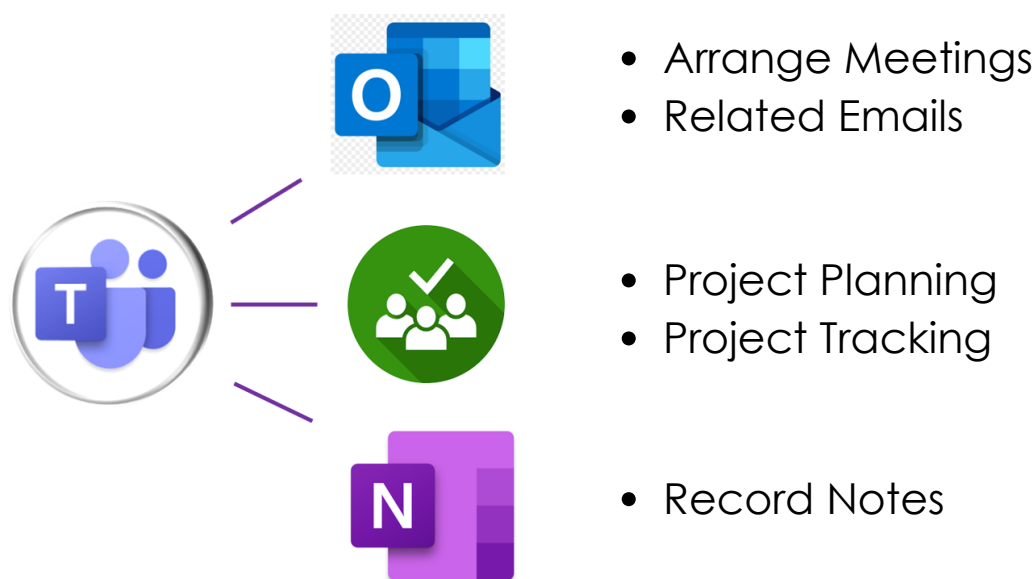 O
• Arrange Meetings
• Related Emails
T
• Project Planning
• Project Tracking
N
• Record Notes